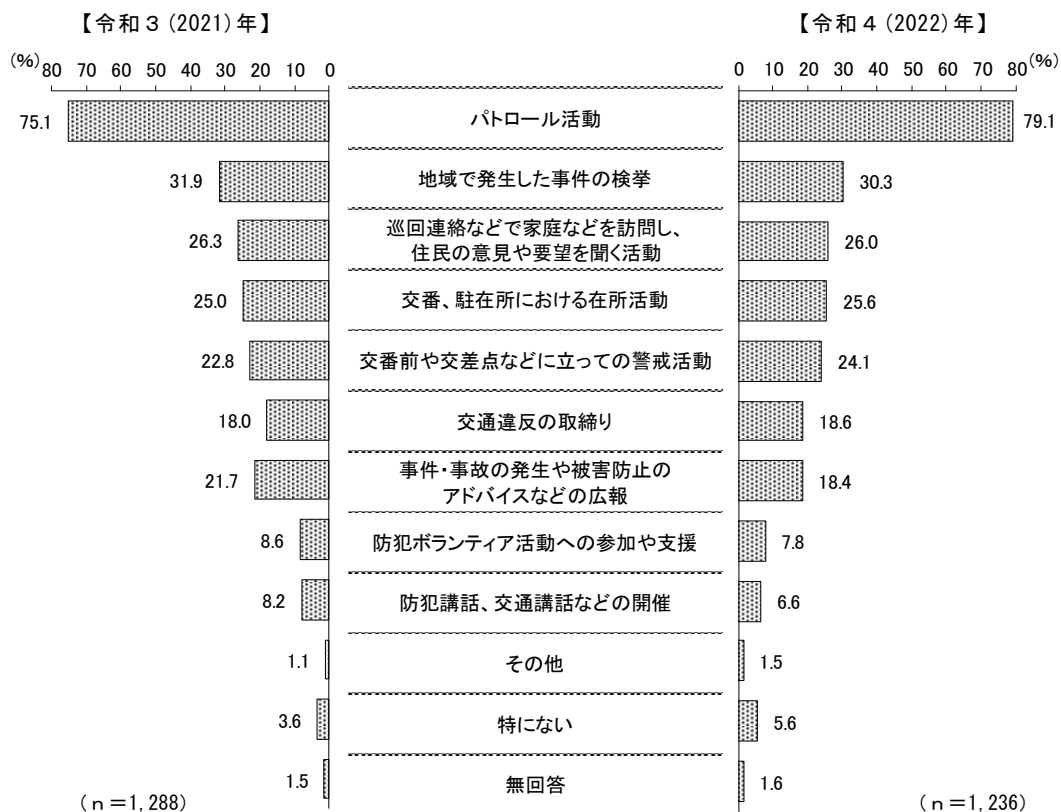 【令和３(2021)年】
【令和４(2022)年】
(%)
80 70 60 50 40 30 20 10 0
0 10 20 30 40 50 60 70 80
(%)
75.1 パトロール活動 79.1
31.9 地域で発生した事件の検挙 30.3
巡回連絡などで家庭などを訪問し、
26.3 住民の意見や要望を聞く活動 26.0
25.0 交番、駐在所における在所活動 25.6
22.8 交番前や交差点などに立っての警戒活動 24.1
18.0 交通違反の取締り 18.6
事件・事故の発生や被害防止の
21.7 アドバイスなどの広報 18.4
8.6 防犯ボランティア活動への参加や支援 7.8
8.2 防犯講話、交通講話などの開催 6.6
1.1 その他 1.5
3.6 特にない 5.6
1.5 無回答 1.6
(ｎ＝1,288)
(ｎ＝1,236)